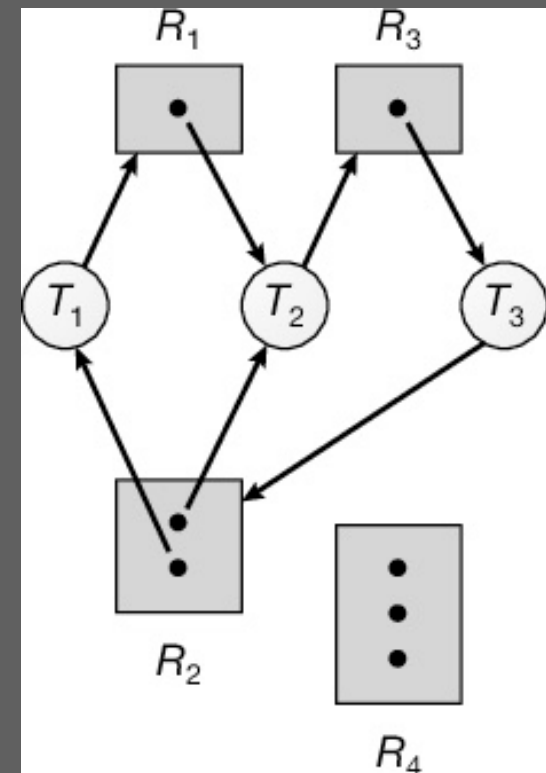 R₁ R₃
T₁ T₂ T₃
R₂
R₄